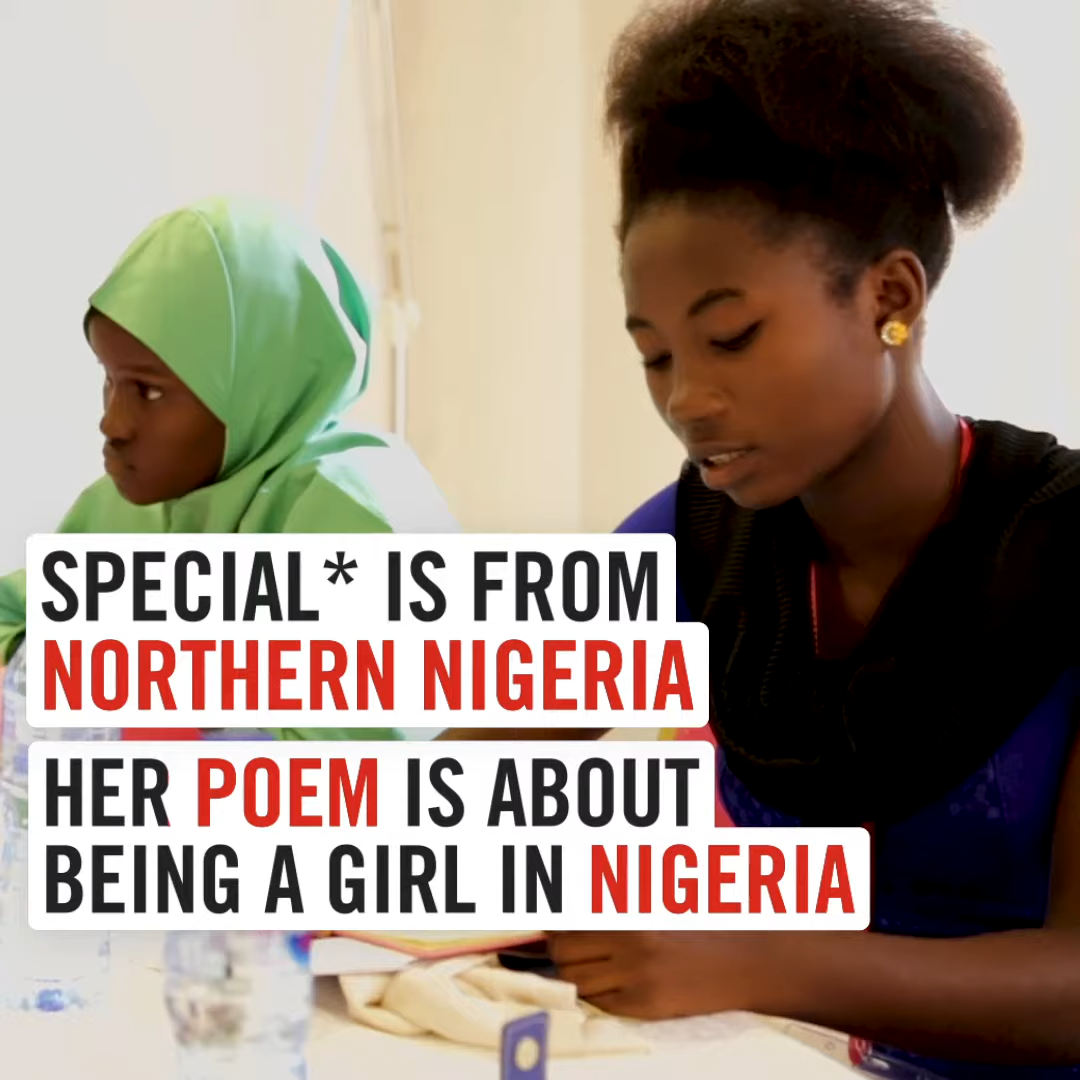 SPECIAL* IS FROM
NORTHERN NIGERIA
HER POEM IS ABOUT
BEING A GIRL IN NIGERIA